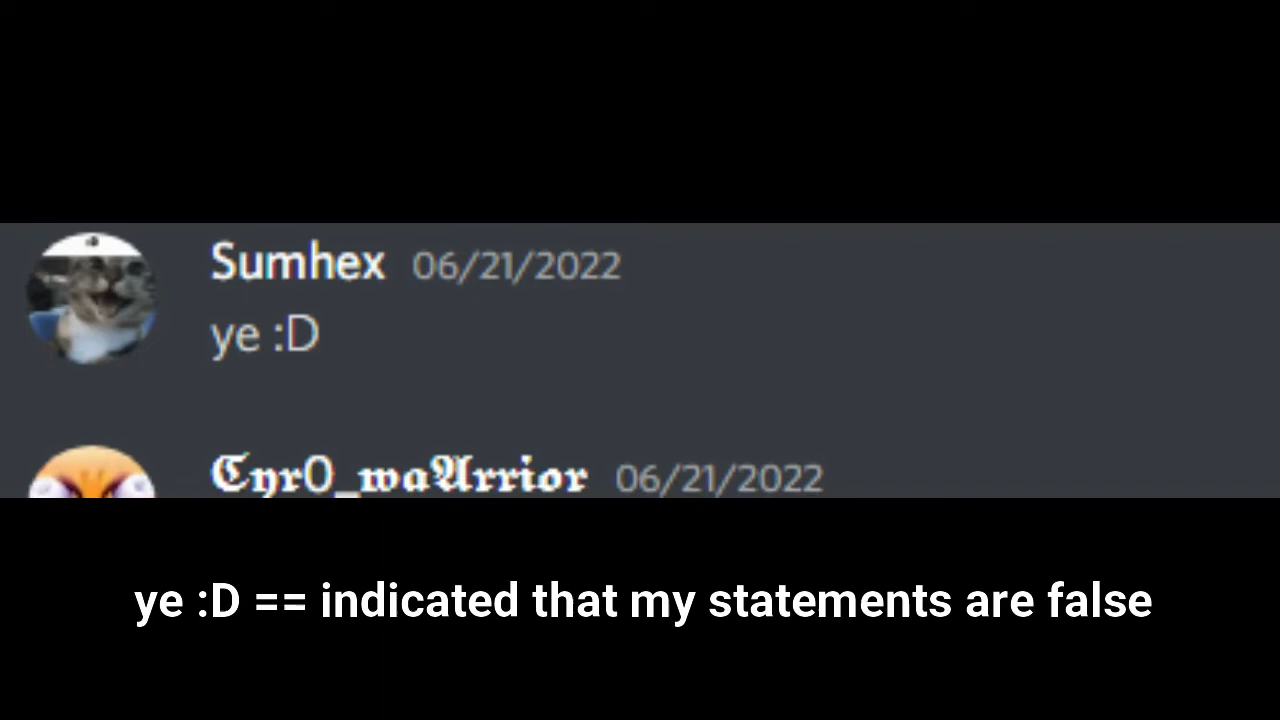 Sumhex 06/21/2022
ye :D
ℭ𝔶𝔯0_𝔴𝔞𝔄𝔯𝔯𝔦𝔬𝔯 06/21/2022
ye :D == indicated that my statements are false